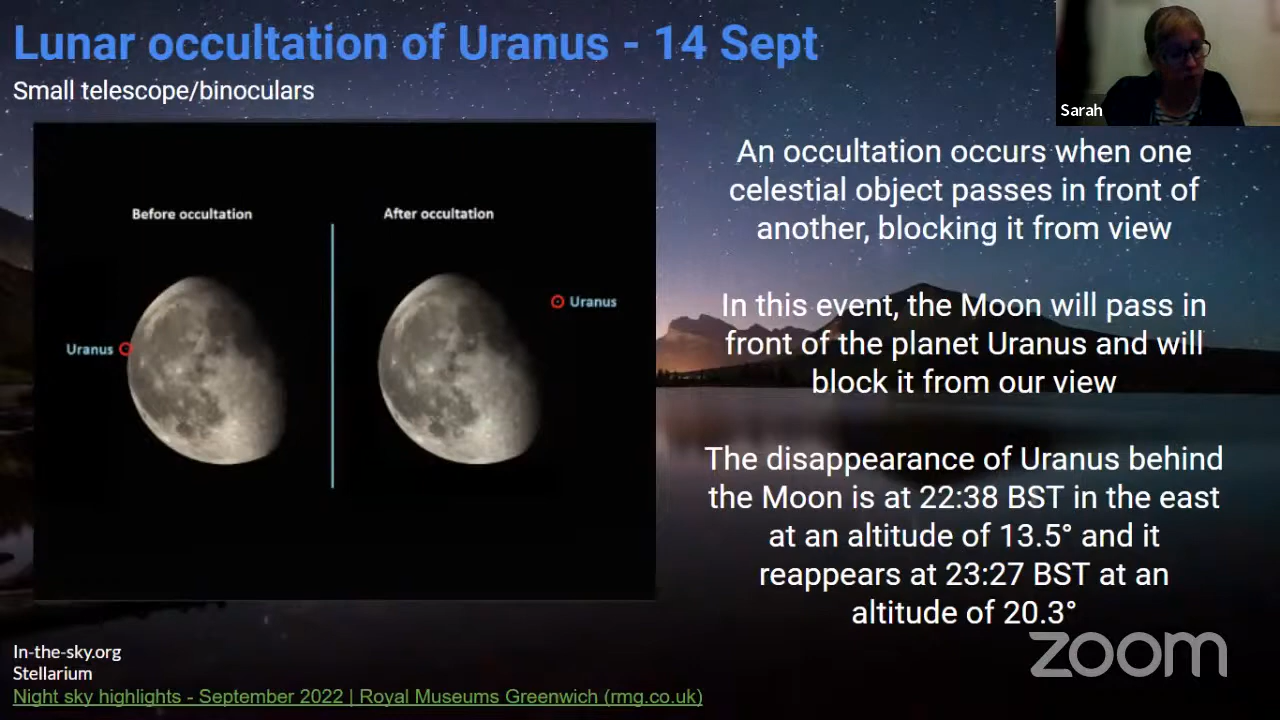 Lunar occultation of Uranus - 14 Sept
Small telescope/binoculars
Sarah
Before occultation
After occultation
Uranus
Uranus
An occultation occurs when one
celestial object passes in front of
another, blocking it from view
In this event, the Moon will pass in
front of the planet Uranus and will
block it from our view
The disappearance of Uranus behind
the Moon is at 22:38 BST in the east
at an altitude of 13.5° and it
reappears at 23:27 BST at an
altitude of 20.3°
zoom
In-the-sky.org
Stellarium
Night sky highlights - September 2022 | Royal Museums Greenwich (rmg.co.uk)